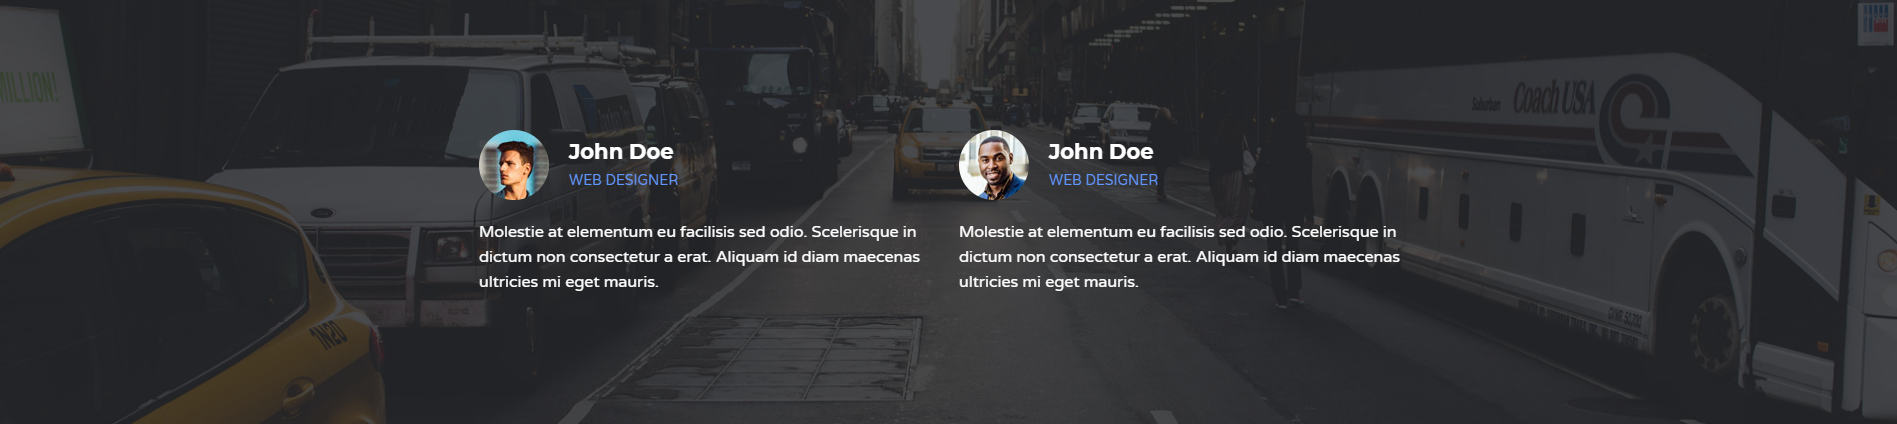 MILLION!
Suburban Coach USA
John Doe
WEB DESIGNER
Molestie at elementum eu facilisis sed odio. Scelerisque in
dictum non consectetur a erat. Aliquam id diam maecenas
ultricies mi eget mauris.
John Doe
WEB DESIGNER
Molestie at elementum eu facilisis sed odio. Scelerisque in
dictum non consectetur a erat. Aliquam id diam maecenas
ultricies mi eget mauris.
1N20